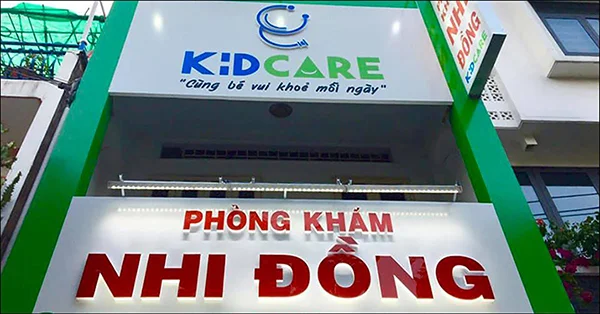 KIDCARE
"Cùng bé vui khoẻ mỗi ngày"
NHI ĐỒNG
KIDCARE
PHÒNG KHÁM
NHI ĐỒNG